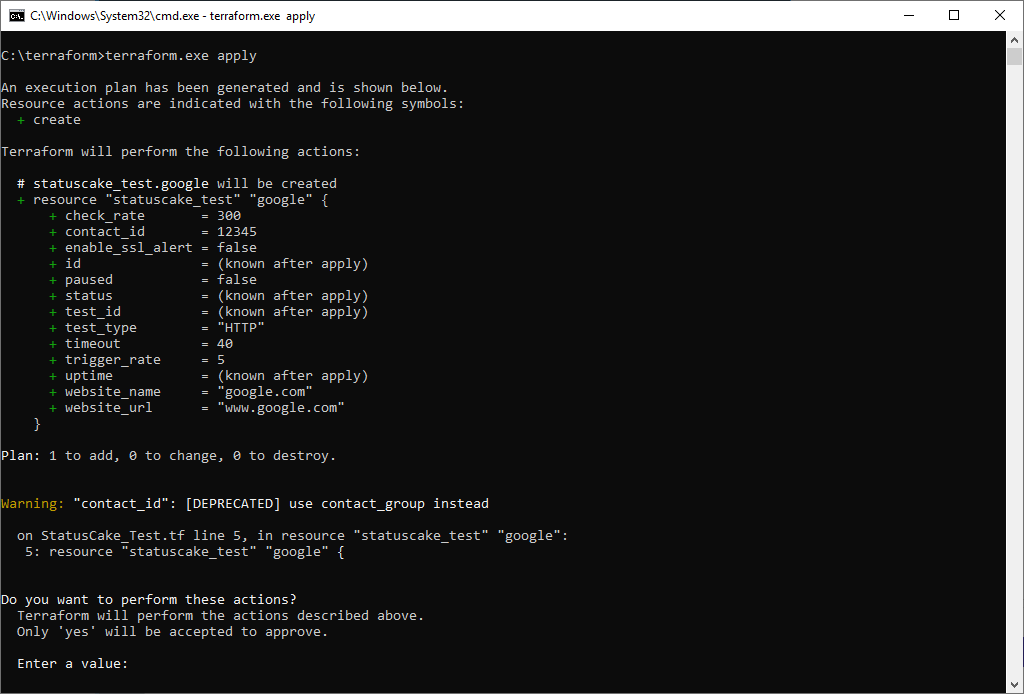 C:\Windows\System32\cmd.exe - terraform.exe  apply
C:\terraform>terraform.exe apply
An execution plan has been generated and is shown below.
Resource actions are indicated with the following symbols:
  + create
Terraform will perform the following actions:
  # statuscake_test.google will be created
  + resource "statuscake_test" "google" {
      + check_rate       = 300
      + contact_id       = 12345
      + enable_ssl_alert = false
      + id               = (known after apply)
      + paused           = false
      + status           = (known after apply)
      + test_id          = (known after apply)
      + test_type        = "HTTP"
      + timeout          = 40
      + trigger_rate     = 5
      + uptime           = (known after apply)
      + website_name     = "google.com"
      + website_url      = "www.google.com"
    }
Plan: 1 to add, 0 to change, 0 to destroy.
Warning: "contact_id": [DEPRECATED] use contact_group instead
  on StatusCake_Test.tf line 5, in resource "statuscake_test" "google":
   5: resource "statuscake_test" "google" {
Do you want to perform these actions?
  Terraform will perform the actions described above.
  Only 'yes' will be accepted to approve.
  Enter a value: